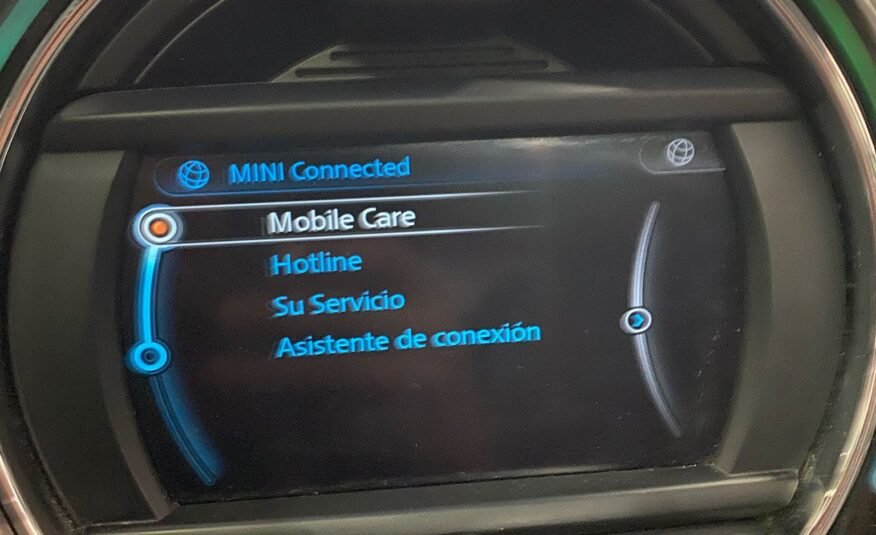 MINI Connected
Mobile Care
Hotline
Su Servicio
Asistente de conexión